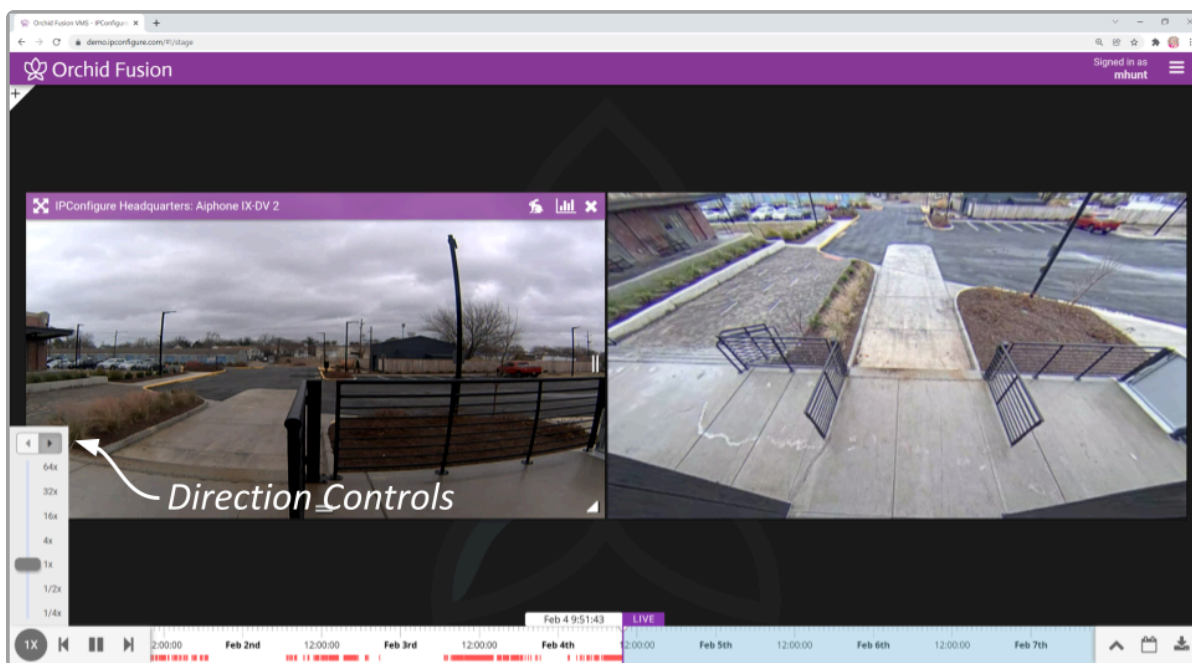 Orchid Fusion VMS - IPConfigur
demo.ipconfigure.com/#!/stage
Orchid Fusion
Signed in as
mhunt
IPConfigure Headquarters: Aiphone IX-DV 2
64x
32x
16x
4x
1x
1/2x
1/4x
Direction Controls
Feb 4 9:51:43
LIVE
1X
2:00:00
Feb 2nd
12:00:00
Feb 3rd
12:00:00
Feb 4th
12:00:00
Feb 5th
12:00:00
Feb 6th
12:00:00
Feb 7th